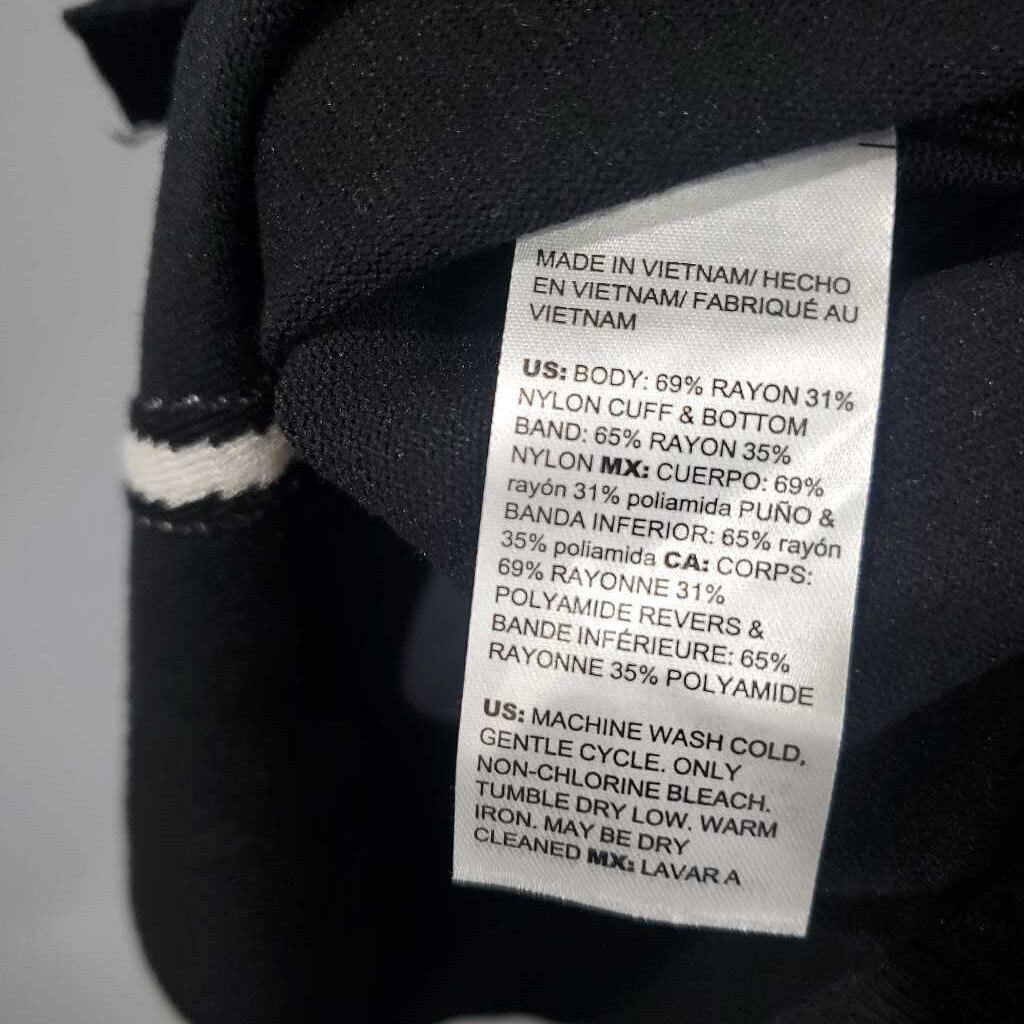 MADE IN VIETNAM/ HECHO
EN VIETNAM/ FABRIQUÉ AU
VIETNAM
US: BODY: 69% RAYON 31%
NYLON CUFF & BOTTOM
BAND: 65% RAYON 35%
NYLON MX: CUERPO: 69%
rayón 31% poliamida PUÑO &
BANDA INFERIOR: 65% rayón
35% poliamida CA: CORPS:
69% RAYONNE 31%
POLYAMIDE REVERS &
BANDE INFÉRIEURE: 65%
RAYONNE 35% POLYAMIDE
US: MACHINE WASH COLD,
GENTLE CYCLE. ONLY
NON-CHLORINE BLEACH.
TUMBLE DRY LOW. WARM
IRON. MAY BE DRY
CLEANED MX: LAVAR A